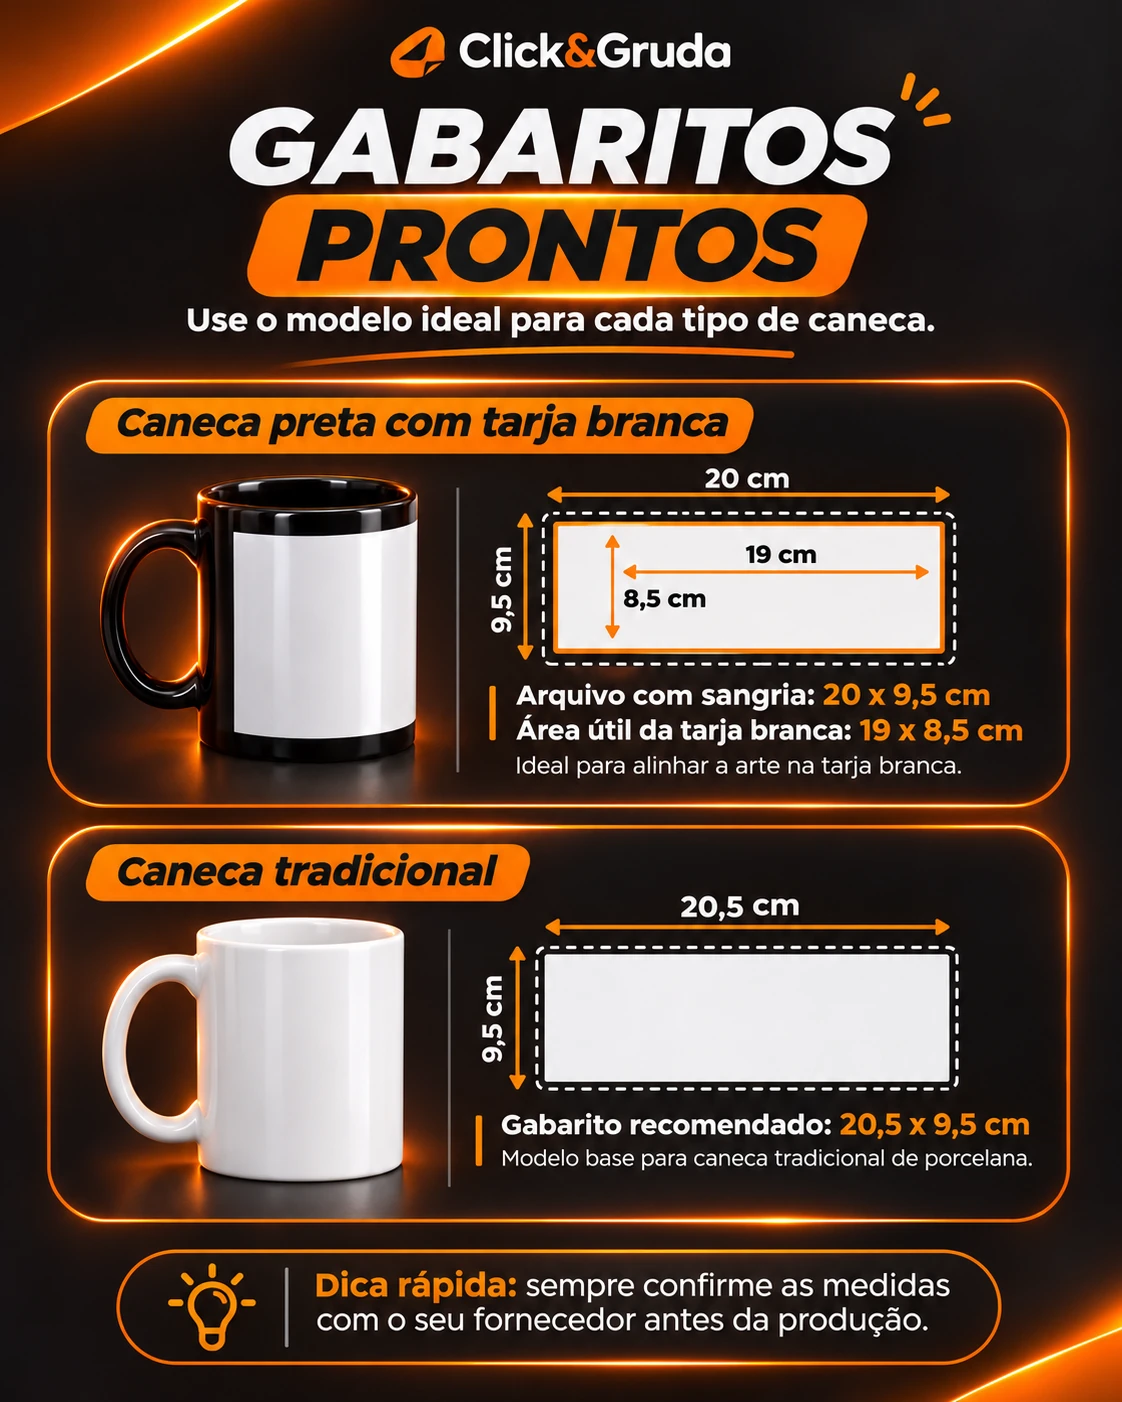 Click&Gruda
GABARITOS
PRONTOS
Use o modelo ideal para cada tipo de caneca.
Caneca preta com tarja branca
20 cm
9,5 cm
19 cm
8,5 cm
Arquivo com sangria: 20 x 9,5 cm
Área útil da tarja branca: 19 x 8,5 cm
Ideal para alinhar a arte na tarja branca.
Caneca tradicional
20,5 cm
9,5 cm
Gabarito recomendado: 20,5 x 9,5 cm
Modelo base para caneca tradicional de porcelana.
Dica rápida: sempre confirme as medidas
com o seu fornecedor antes da produção.